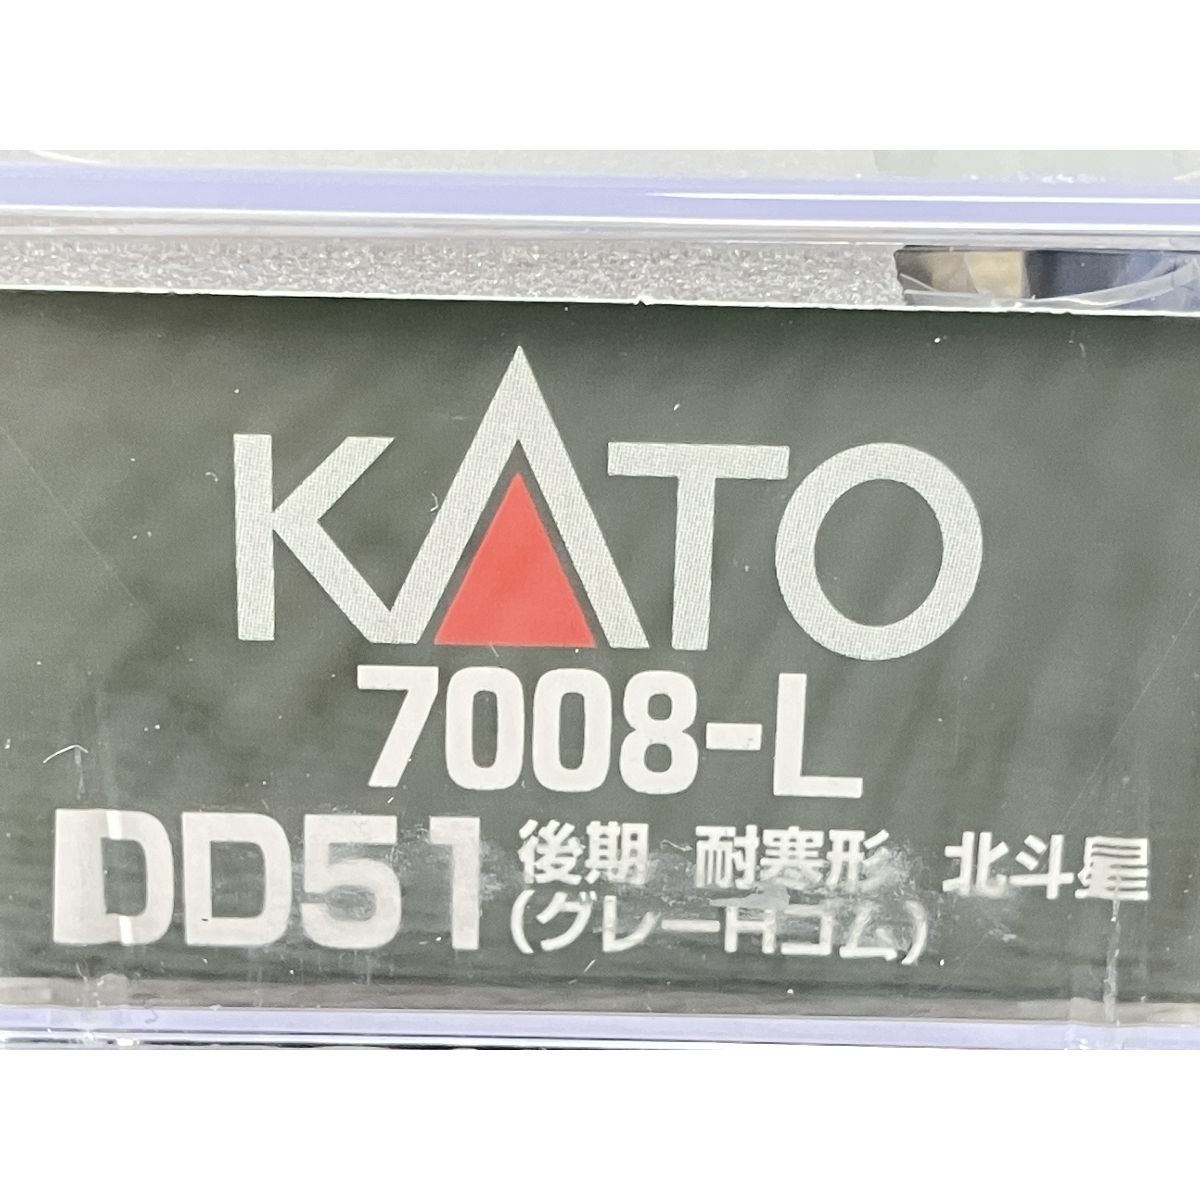 KATO
7008-L
DD51 後期 耐寒形 北斗星
(グレーHゴム)